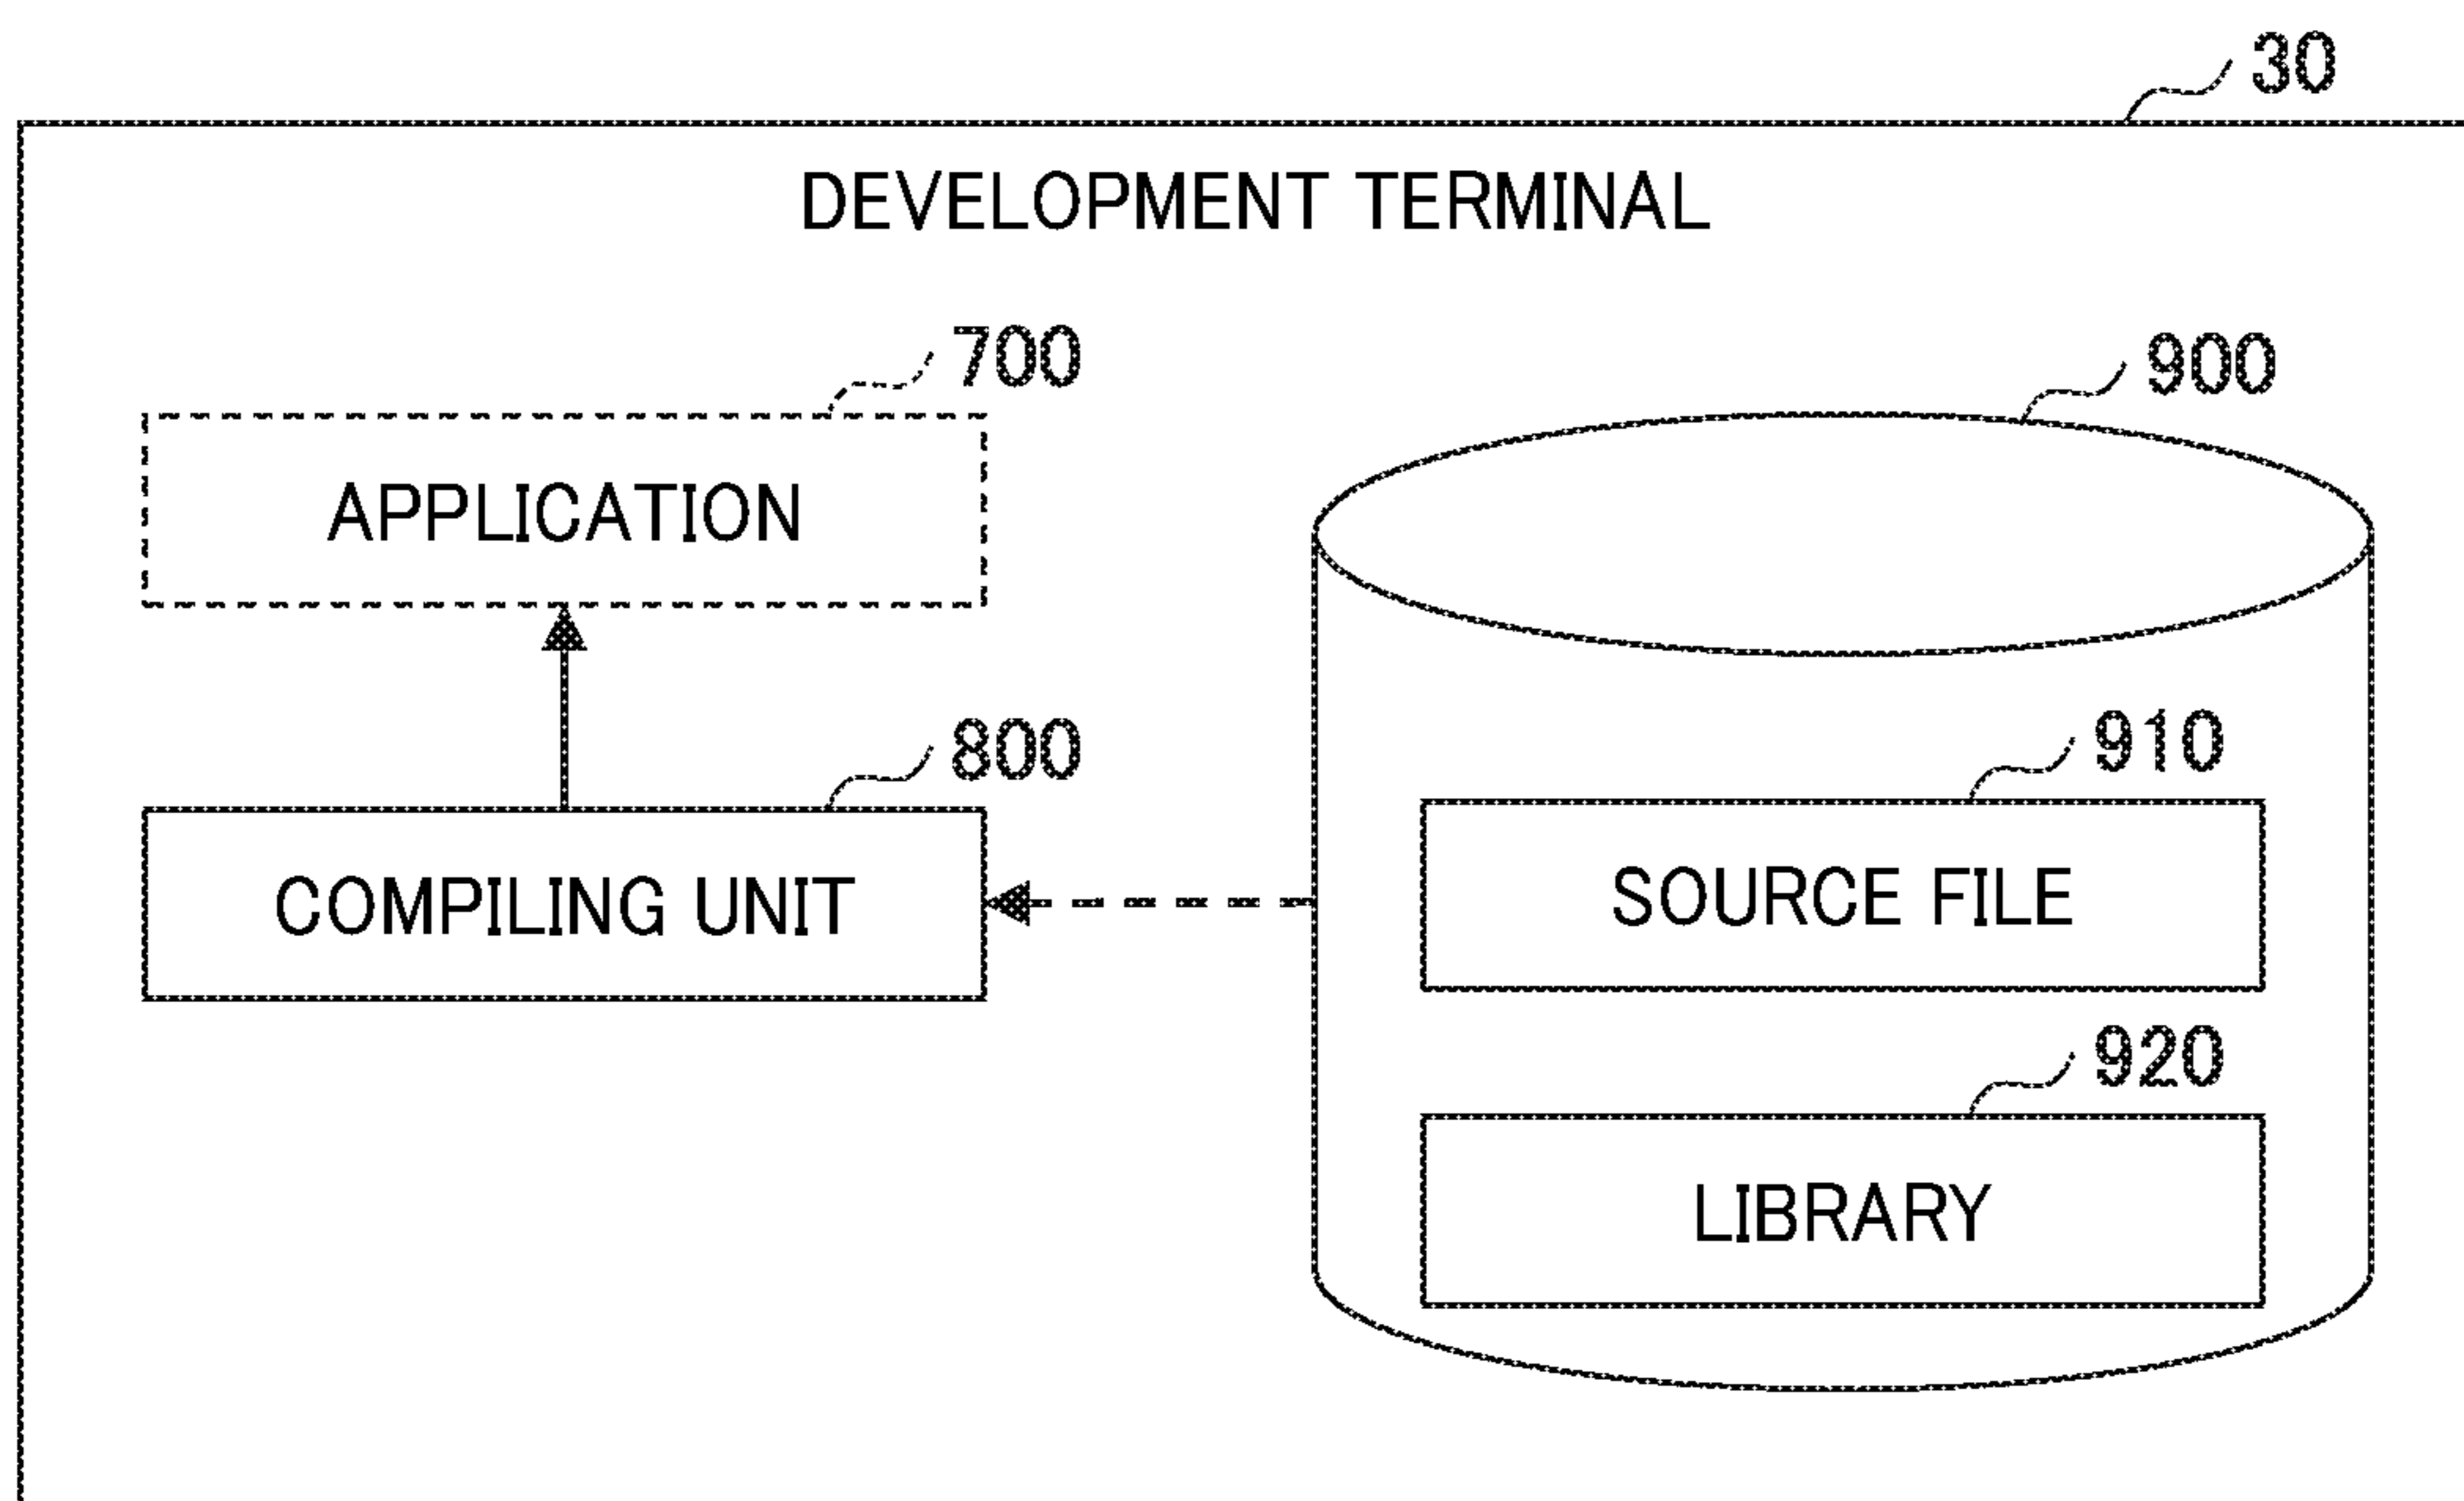 30
DEVELOPMENT TERMINAL
700
APPLICATION
900
800
COMPILING UNIT
910
SOURCE FILE
920
LIBRARY